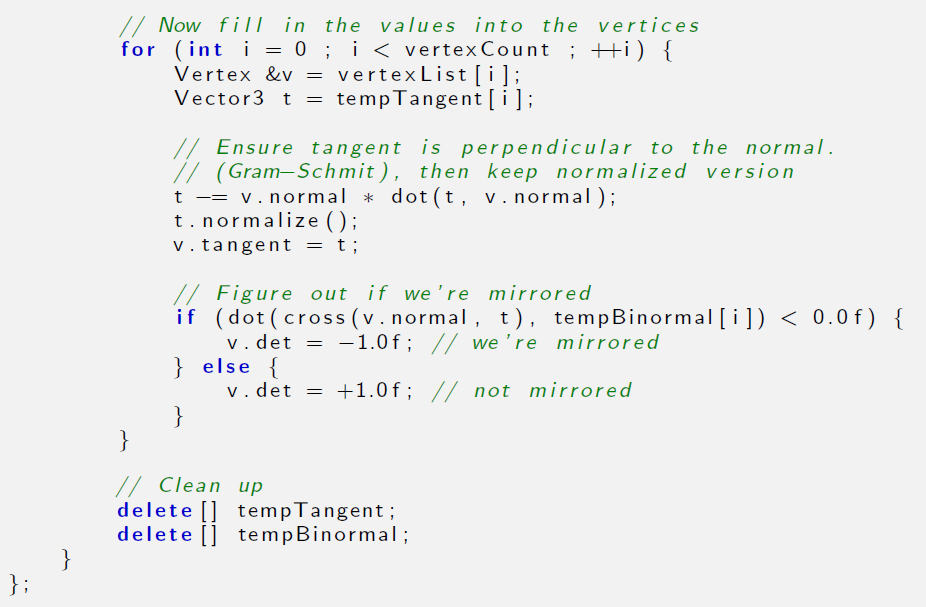 // Now fill in the values into the vertices
for (int i = 0 ; i < vertexCount ; ++i) {
Vertex &v = vertexList[i];
Vector3 t = tempTangent[i];
// Ensure tangent is perpendicular to the normal.
// (Gram-Schmit), then keep normalized version
t -= v.normal * dot(t, v.normal);
t.normalize();
v.tangent = t;
// Figure out if we're mirrored
if (dot(cross(v.normal, t), tempBinormal[i]) < 0.0f) {
v.det = -1.0f; // we're mirrored
} else {
v.det = +1.0f; // not mirrored
}
}
// Clean up
delete[] tempTangent;
delete[] tempBinormal;
}
};